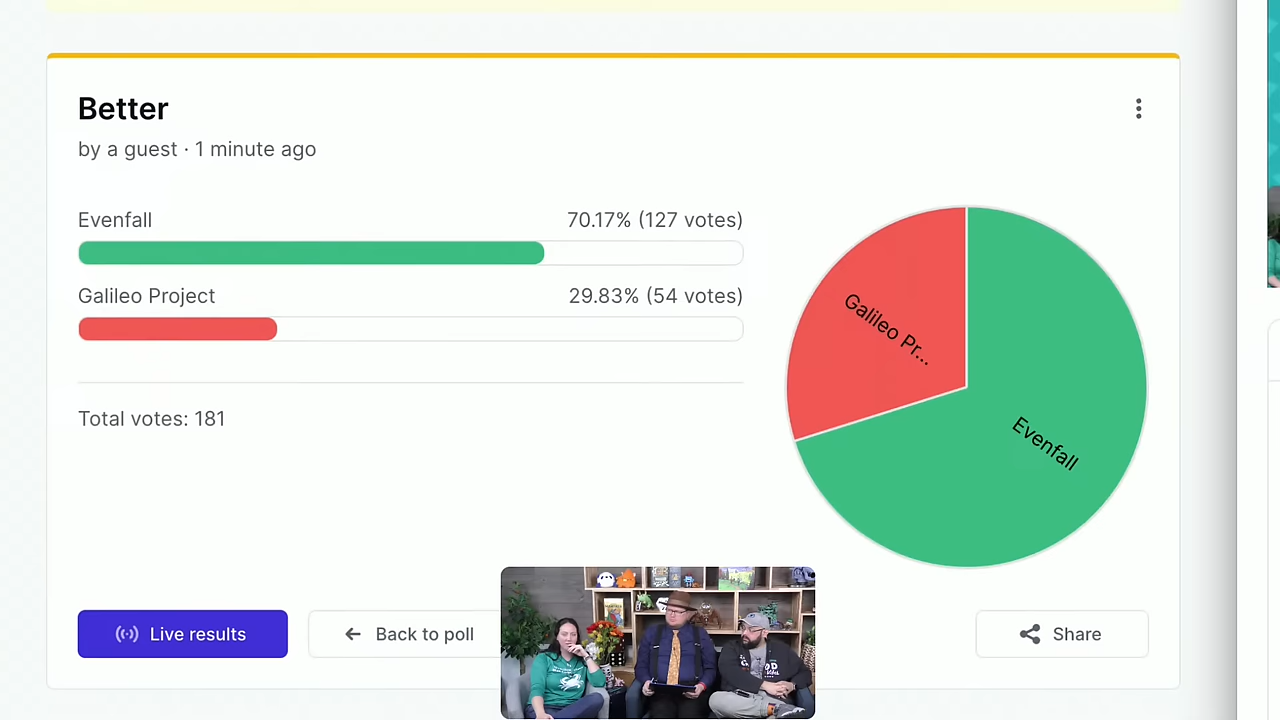 Better
by a guest · 1 minute ago
Evenfall
70.17% (127 votes)
Galileo Project
29.83% (54 votes)
Total votes: 181
Galileo Pr...
Evenfall
Live results
Back to poll
Share